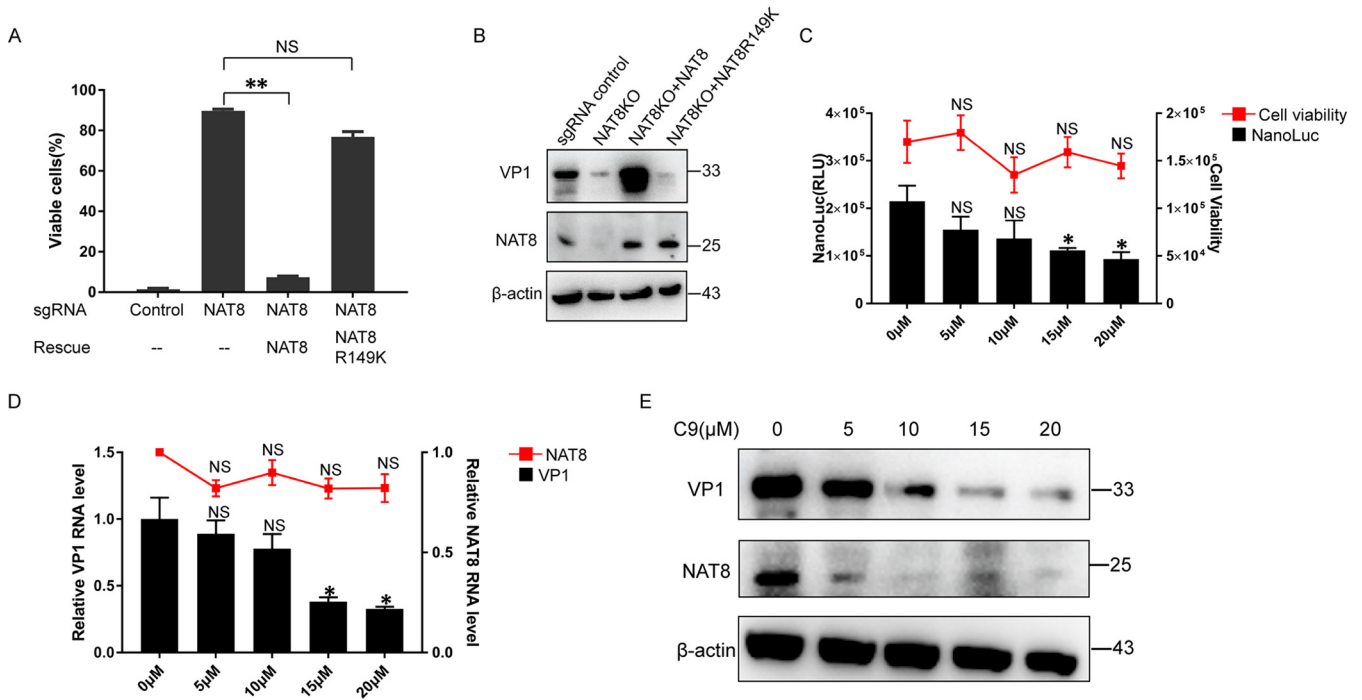 A
NS
**
100
80
60
40
20
0
Viable cells(%)
sgRNA Control NAT8 NAT8 NAT8
Rescue -- -- NAT8 NAT8
R149K
B
sgRNA control
NAT8KO
NAT8KO+NAT8
NAT8KO+NAT8R149K
VP1 33
NAT8 25
β-actin 43
C
Cell viability
NanoLuc
NanoLuc(RLU)
4×10⁵
3×10⁵
2×10⁵
1×10⁵
0
NS NS NS NS
NS NS * *
2×10⁵
1.5×10⁵
1×10⁵
5×10⁴
0
Cell Viability
0μM 5μM 10μM 15μM 20μM
D
NAT8
VP1
Relative VP1 RNA level
1.5
1.0
0.5
0.0
NS NS NS NS
NS NS * *
1.0
0.5
0.0
Relative NAT8 RNA level
0μM 5μM 10μM 15μM 20μM
E
C9(μM) 0 5 10 15 20
VP1 33
NAT8 25
β-actin 43